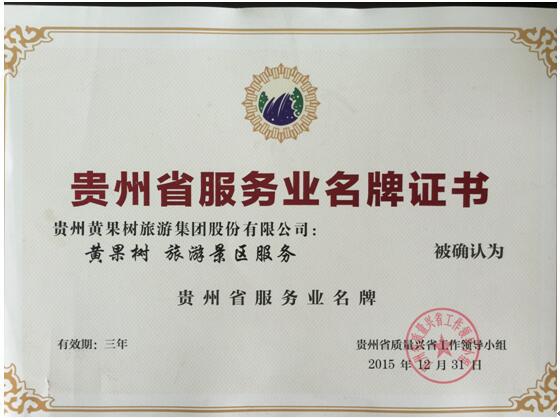 贵州省服务业名牌证书
贵州黄果树旅游集团股份有限公司：
黄果树 旅游景区服务 被确认为
贵州省服务业名牌
有效期：三年
贵州省质量兴省工作领导小组
2015 年 12 月 31 日